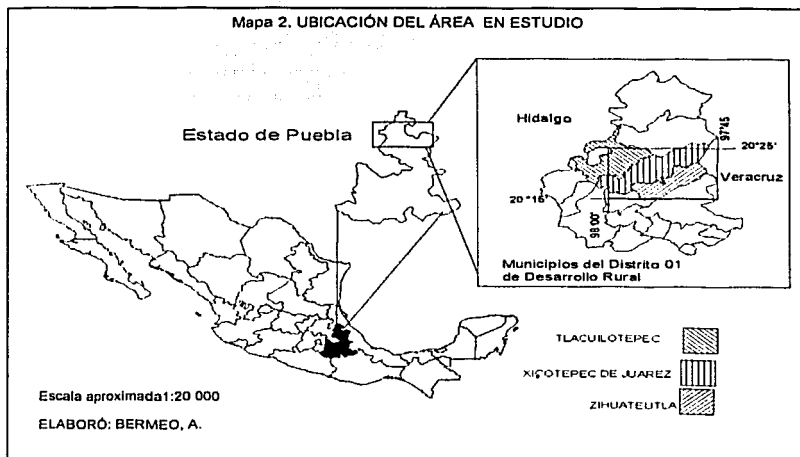 Mapa 2. UBICACIÓN DEL ÁREA EN ESTUDIO
Estado de Puebla
Hidalgo
97'45
20°25'
Veracruz
20°16'
98'00'
Municipios del Distrito 01
de Desarrollo Rural
TLACUILOTEPEC
XIÇOTEPEC DE JUAREZ
ZIHUATEUTLA
Escala aproximada1:20 000
ELABORÓ: BERMEO, A.